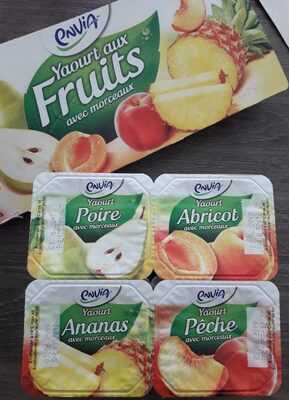 envia
Yaourt aux
Fruits
avec morceaux
envia
Yaourt
Poire
avec morceaux
envia
Yaourt
Abricot
avec morceaux
envia
Yaourt
Ananas
avec morceaux
envia
Yaourt
Pêche
avec morceaux